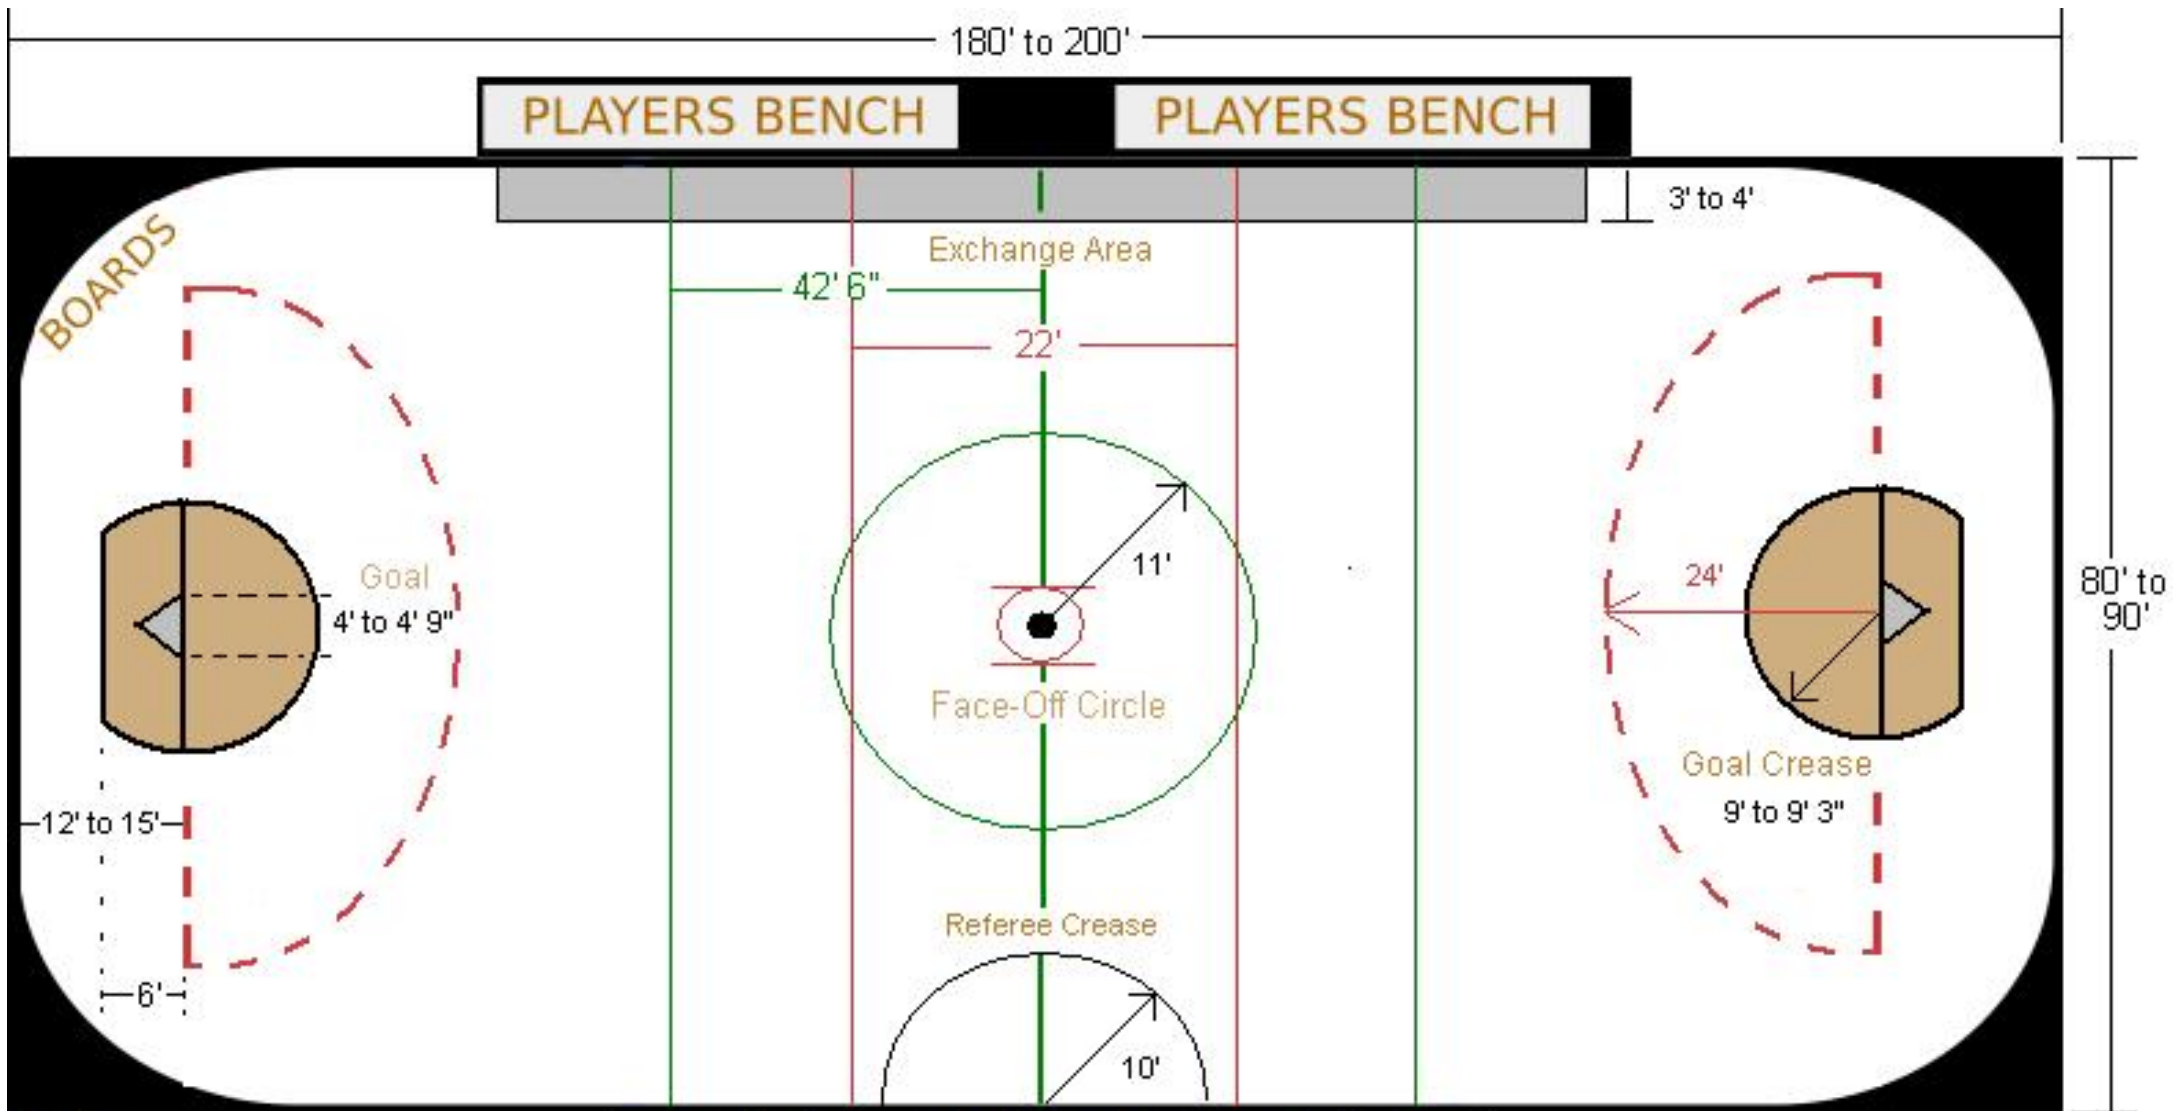 180' to 200'
PLAYERS BENCH
PLAYERS BENCH
3' to 4'
BOARDS
Exchange Area
42' 6"
22'
11'
Goal
4' to 4' 9"
24'
80' to
90'
Face-Off Circle
Goal Crease
9' to 9' 3"
12' to 15'
Referee Crease
6'
10'